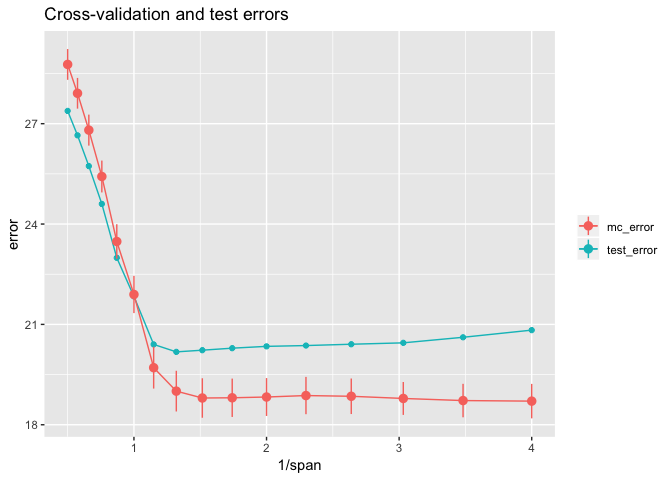 Cross-validation and test errors
27
24
21
18
error
1
2
3
4
1/span
mc_error
test_error